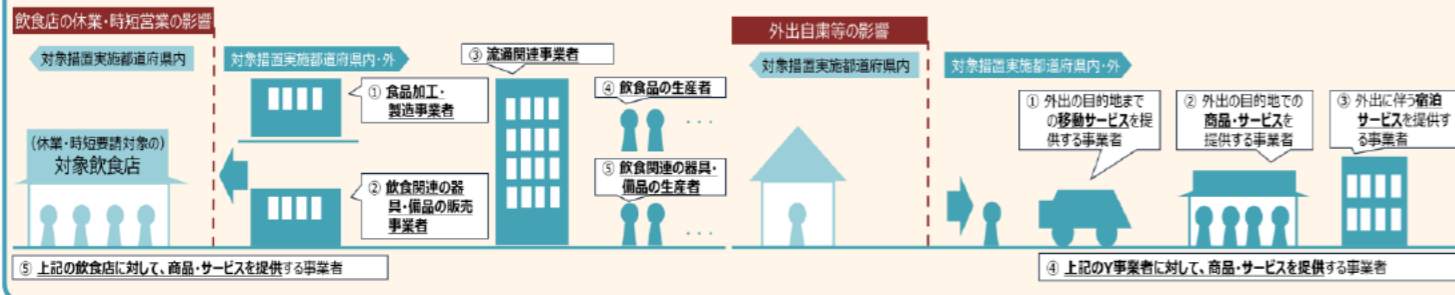 飲食店の休業・時短営業の影響
対象措置実施都道府県内
対象措置実施都道府県内・外
③ 流通関連事業者
① 食品加工・
製造事業者
④ 飲食品の生産者
・・・
(休業・時短要請対象の)
対象飲食店
② 飲食関連の器
具・備品の販売
事業者
⑤ 飲食関連の器具・
備品の生産者
・・・
⑤ 上記の飲食店に対して、商品・サービスを提供する事業者
外出自粛等の影響
対象措置実施都道府県内
対象措置実施都道府県内・外
① 外出の目的地まで
の移動サービスを提
供する事業者
② 外出の目的地での
商品・サービスを
提供する事業者
③ 外出に伴う宿泊
サービスを提供す
る事業者
④ 上記のY事業者に対して、商品・サービスを提供する事業者